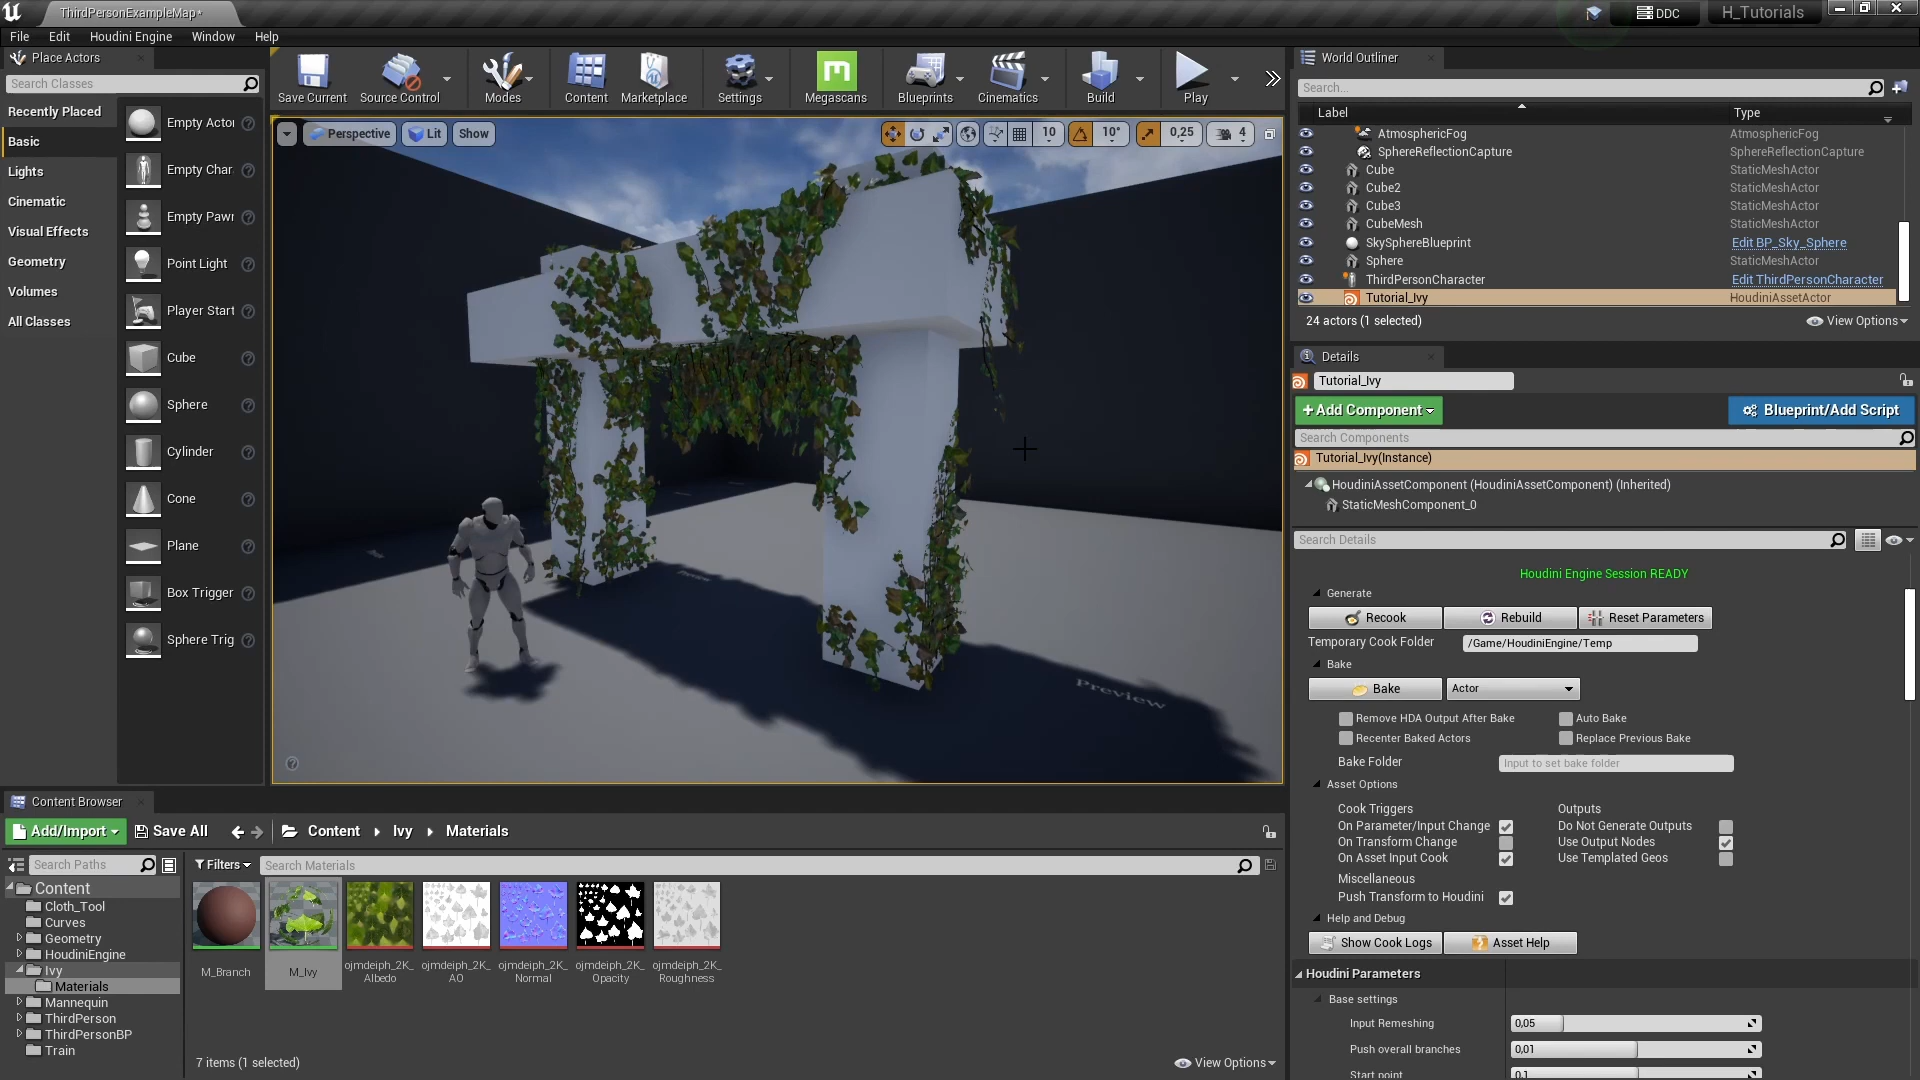 ThirdPersonExampleMap*
DDC
H_Tutorials
File Edit Houdini Engine Window Help
Place Actors
Search Classes
Recently Placed
Basic
Lights
Cinematic
Visual Effects
Geometry
Volumes
All Classes
Empty Actor
Empty Char
Empty Pawn
Point Light
Player Start
Cube
Sphere
Cylinder
Cone
Plane
Box Trigger
Sphere Trig
Save Current
Source Control
Modes
Content
Marketplace
Settings
Megascans
Blueprints
Cinematics
Build
Play
Perspective
Lit
Show
10
10°
0,25
4
Preview
World Outliner
Search...
Label Type
AtmosphericFog AtmosphericFog
SphereReflectionCapture SphereReflectionCapture
Cube StaticMeshActor
Cube2 StaticMeshActor
Cube3 StaticMeshActor
CubeMesh StaticMeshActor
SkySphereBlueprint Edit BP_Sky_Sphere
Sphere StaticMeshActor
ThirdPersonCharacter Edit ThirdPersonCharacter
Tutorial_Ivy HoudiniAssetActor
24 actors (1 selected)
View Options
Details
Tutorial_Ivy
+Add Component
Blueprint/Add Script
Search Components
Tutorial_Ivy(Instance)
HoudiniAssetComponent (HoudiniAssetComponent) (Inherited)
StaticMeshComponent_0
Search Details
Houdini Engine Session READY
Generate
Recook
Rebuild
Reset Parameters
Temporary Cook Folder /Game/HoudiniEngine/Temp
Bake
Bake Actor
Remove HDA Output After Bake Auto Bake
Recenter Baked Actors Replace Previous Bake
Bake Folder Input to set bake folder
Asset Options
Cook Triggers Outputs
On Parameter/Input Change Do Not Generate Outputs
On Transform Change Use Output Nodes
On Asset Input Cook Use Templated Geos
Miscellaneous
Push Transform to Houdini
Help and Debug
Show Cook Logs
Asset Help
Houdini Parameters
Base settings
Input Remeshing 0,05
Push overall branches 0,01
Start point 0,1
Content Browser
Add/Import
Save All
Content Ivy Materials
Search Paths
Filters
Search Materials
Content
Cloth_Tool
Curves
Geometry
HoudiniEngine
Ivy
Materials
Mannequin
ThirdPerson
ThirdPersonBP
Train
M_Branch
M_Ivy
ojmdeiph_2K_
Albedo
ojmdeiph_2K_
AO
ojmdeiph_2K_
Normal
ojmdeiph_2K_
Opacity
ojmdeiph_2K_
Roughness
7 items (1 selected)
View Options